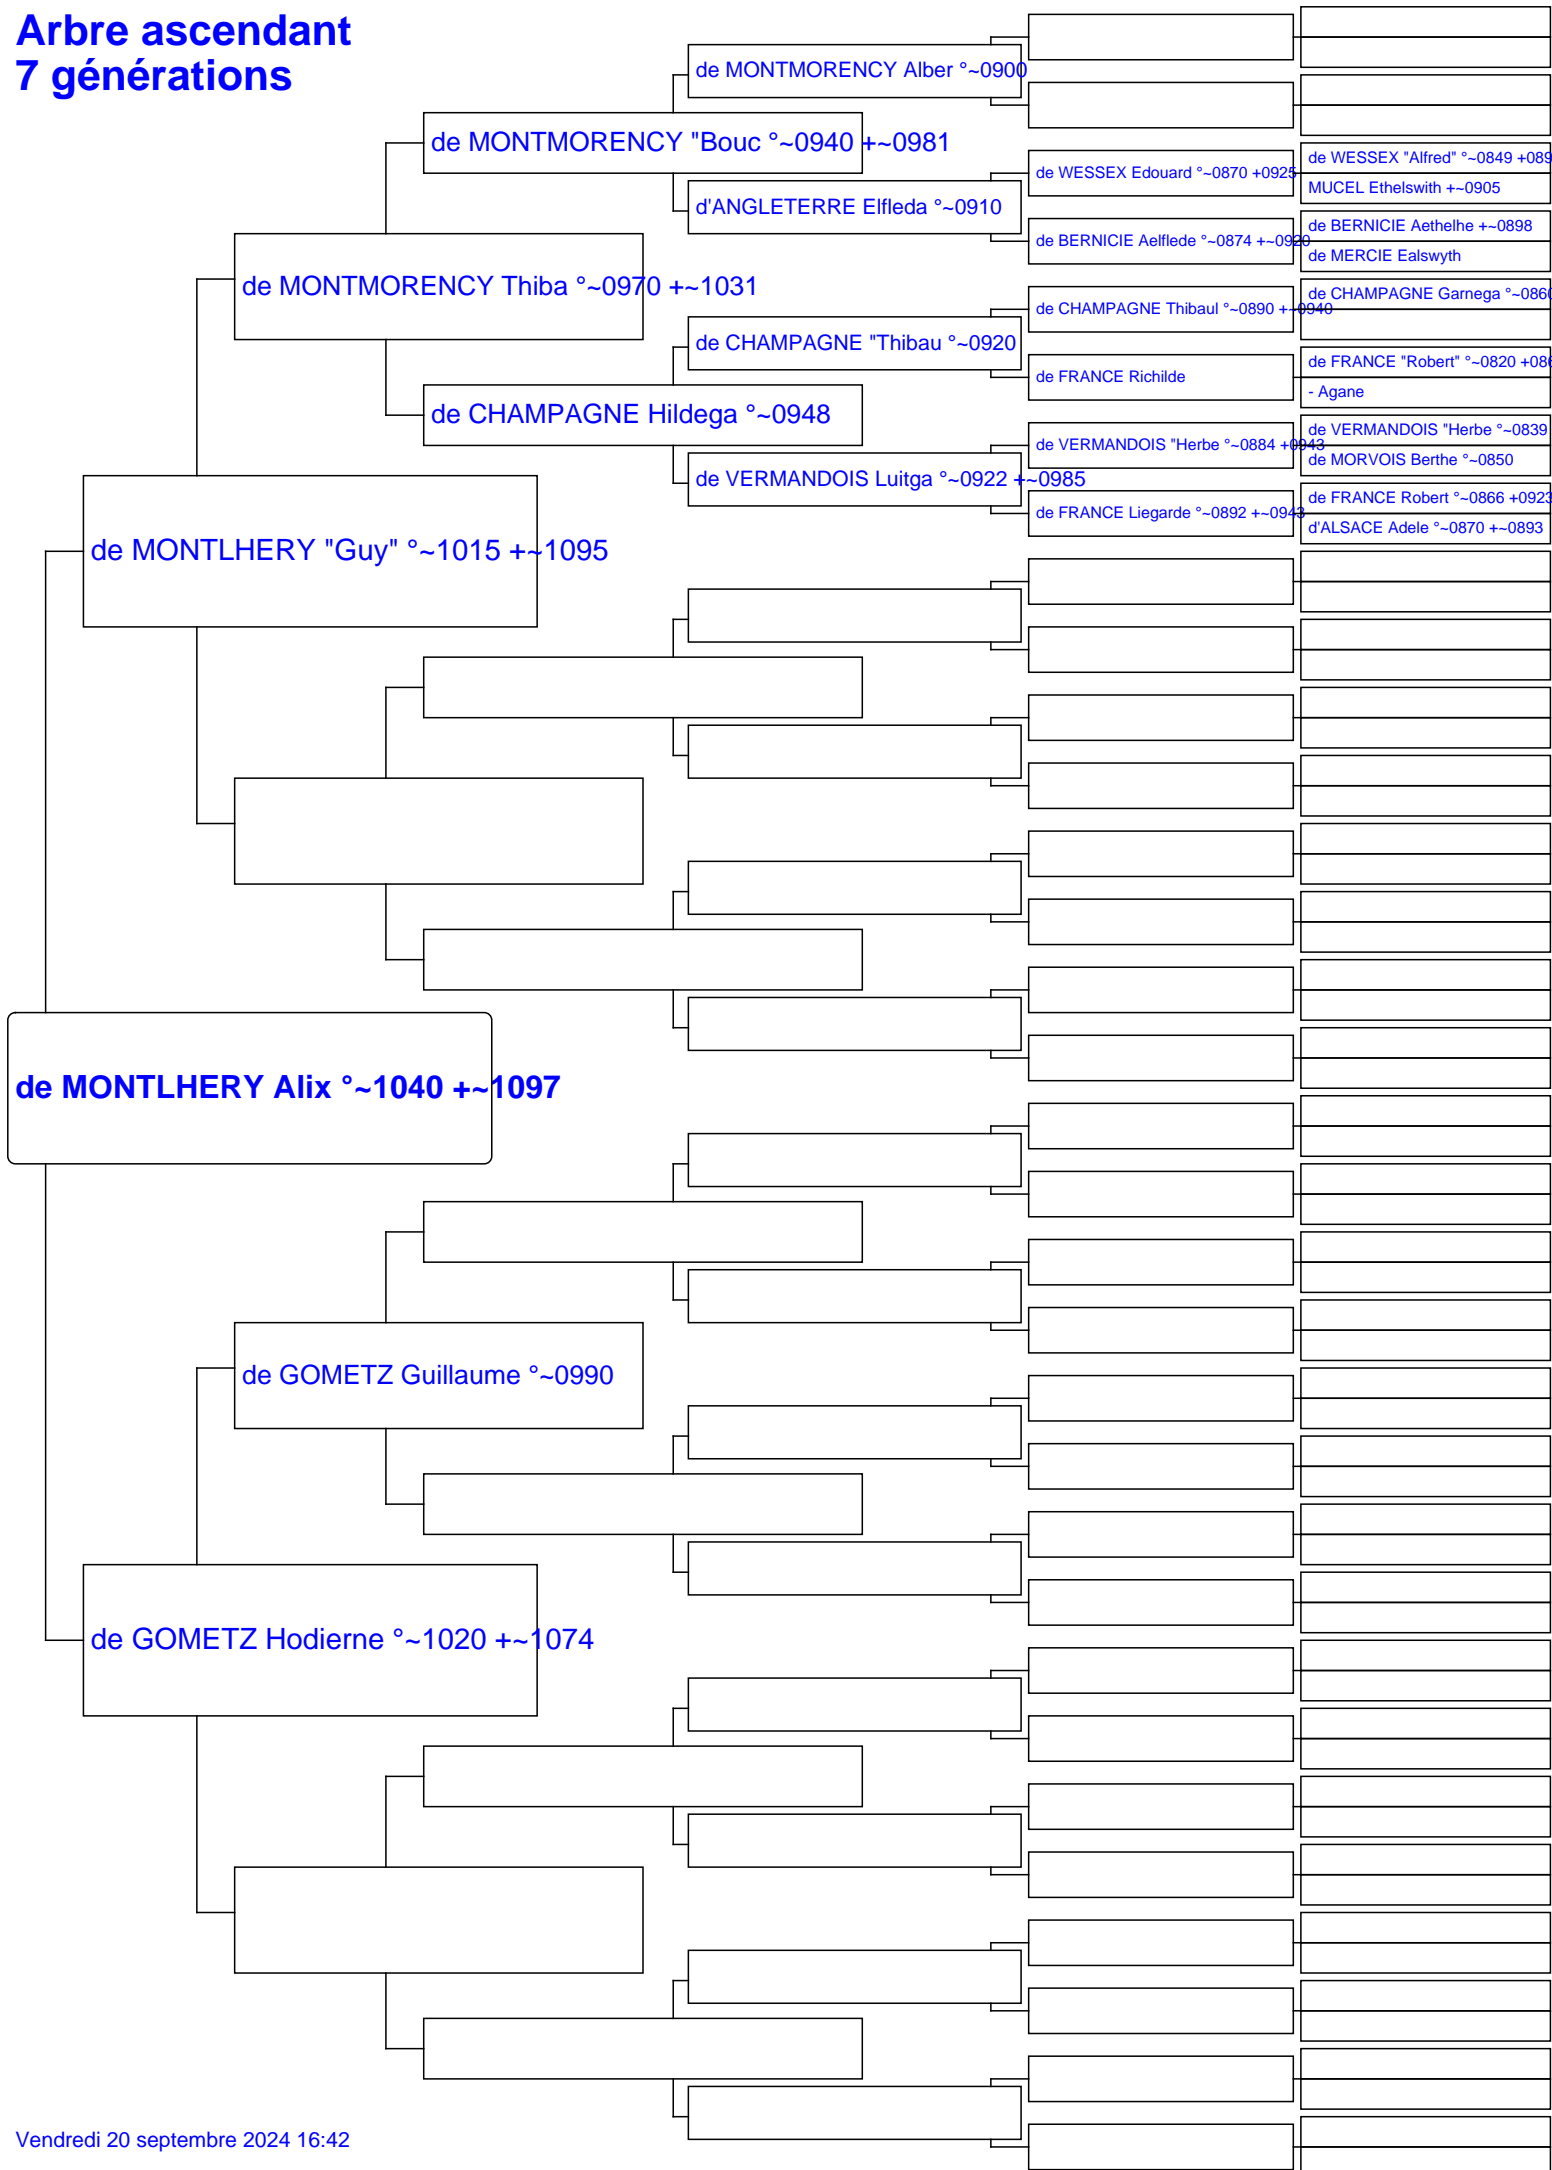 Arbre ascendant
7 générations
de MONTMORENCY Alber °~0900
de MONTMORENCY "Bouc °~0940 +~0981
de WESSEX "Alfred" °~0849 +089
de WESSEX Edouard °~0870 +0925
MUCEL Ethelswith +~0905
d'ANGLETERRE Elfleda °~0910
de BERNICIE Aethelhe +~0898
de BERNICIE Aelflede °~0874 +~0920
de MERCIE Ealswyth
de MONTMORENCY Thiba °~0970 +~1031
de CHAMPAGNE Garnega °~0860
de CHAMPAGNE Thibaul °~0890 +~0940
de CHAMPAGNE "Thibau °~0920
de FRANCE "Robert" °~0820 +086
de FRANCE Richilde
- Agane
de CHAMPAGNE Hildega °~0948
de VERMANDOIS "Herbe °~0839
de VERMANDOIS "Herbe °~0884 +0943
de MORVOIS Berthe °~0850
de VERMANDOIS Luitga °~0922 +~0985
de FRANCE Robert °~0866 +0923
de FRANCE Liegarde °~0892 +~0943
d'ALSACE Adele °~0870 +~0893
de MONTLHERY "Guy" °~1015 +~1095
de MONTLHERY Alix °~1040 +~1097
de GOMETZ Guillaume °~0990
de GOMETZ Hodierne °~1020 +~1074
Vendredi 20 septembre 2024 16:42